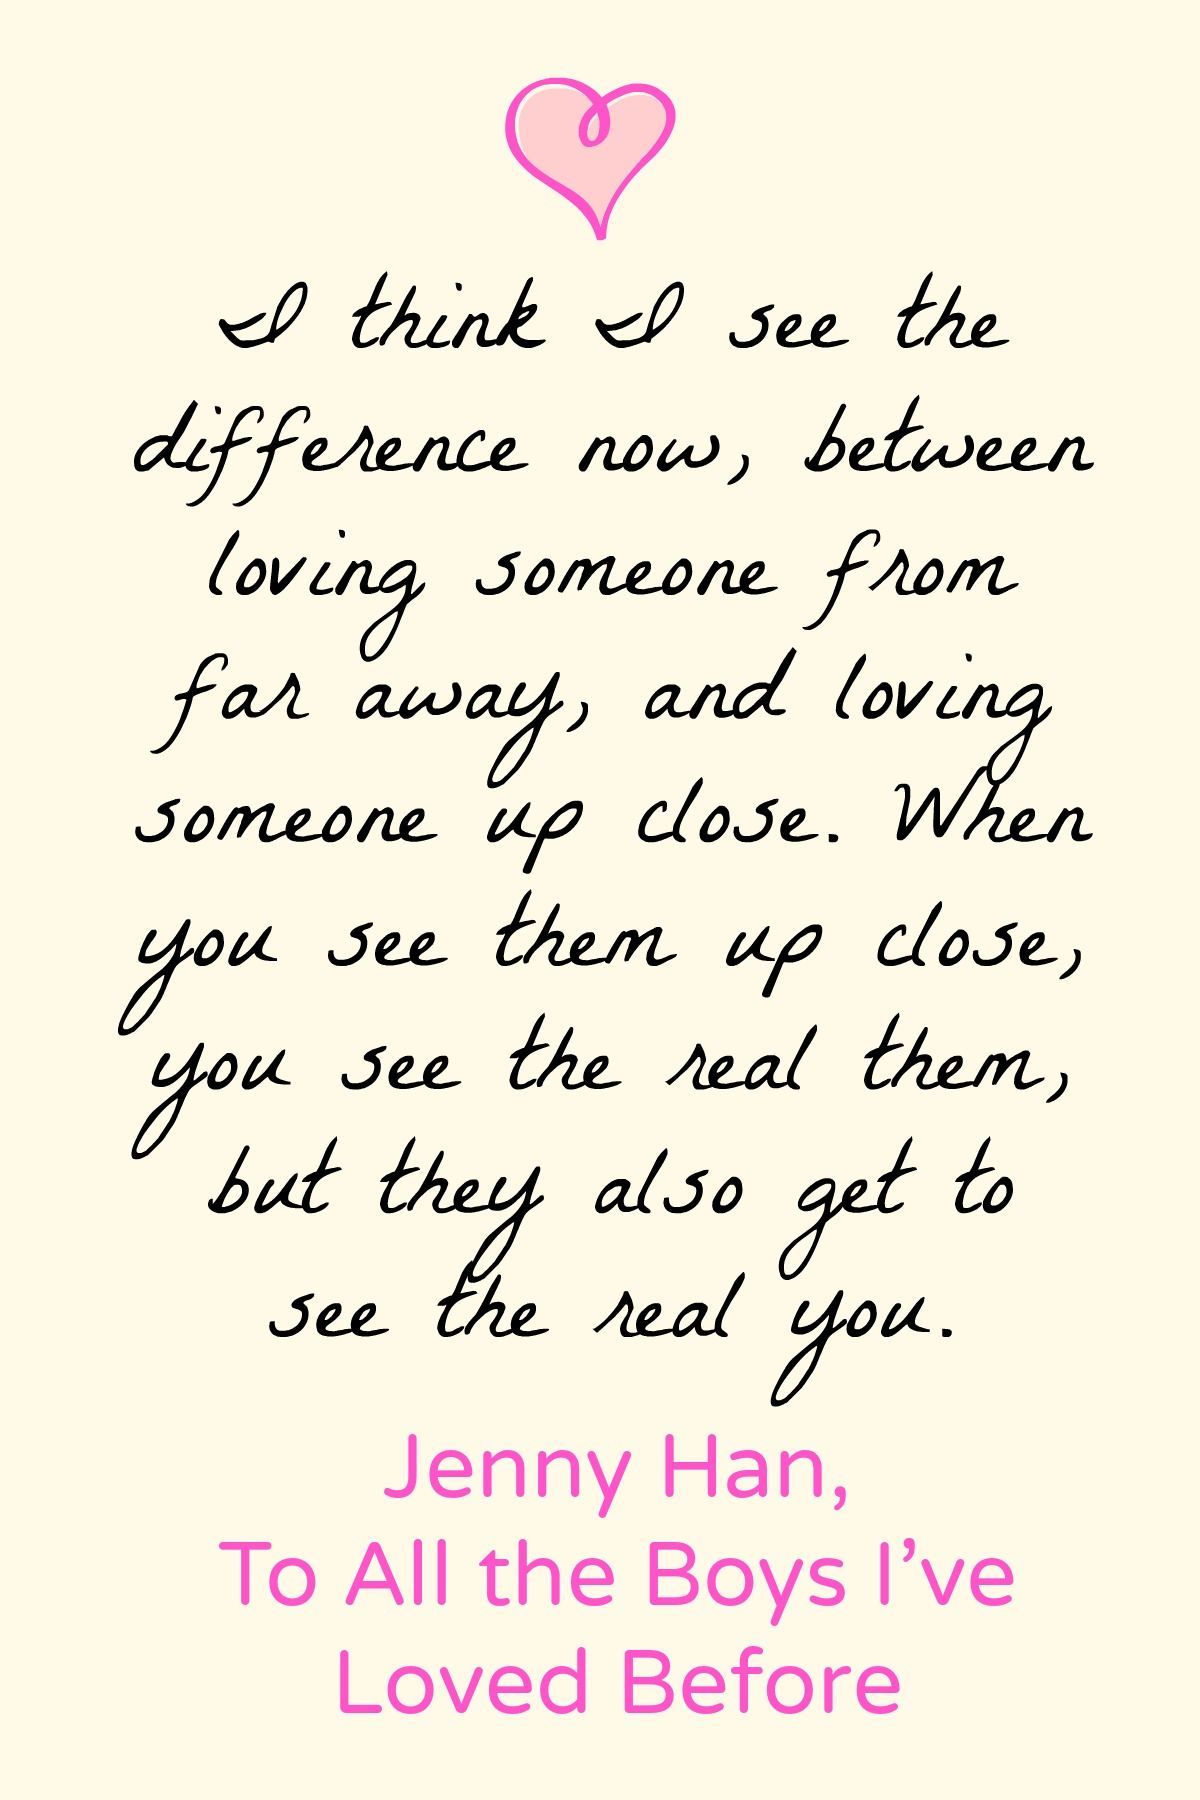 I think I see the
difference now, between
loving someone from
far away, and loving
someone up close. When
you see them up close,
you see the real them,
but they also get to
see the real you.
Jenny Han,
To All the Boys I’ve
Loved Before